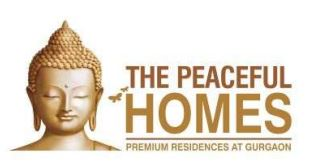 THE PEACEFUL
HOMES
PREMIUM RESIDENCES AT GURGAON